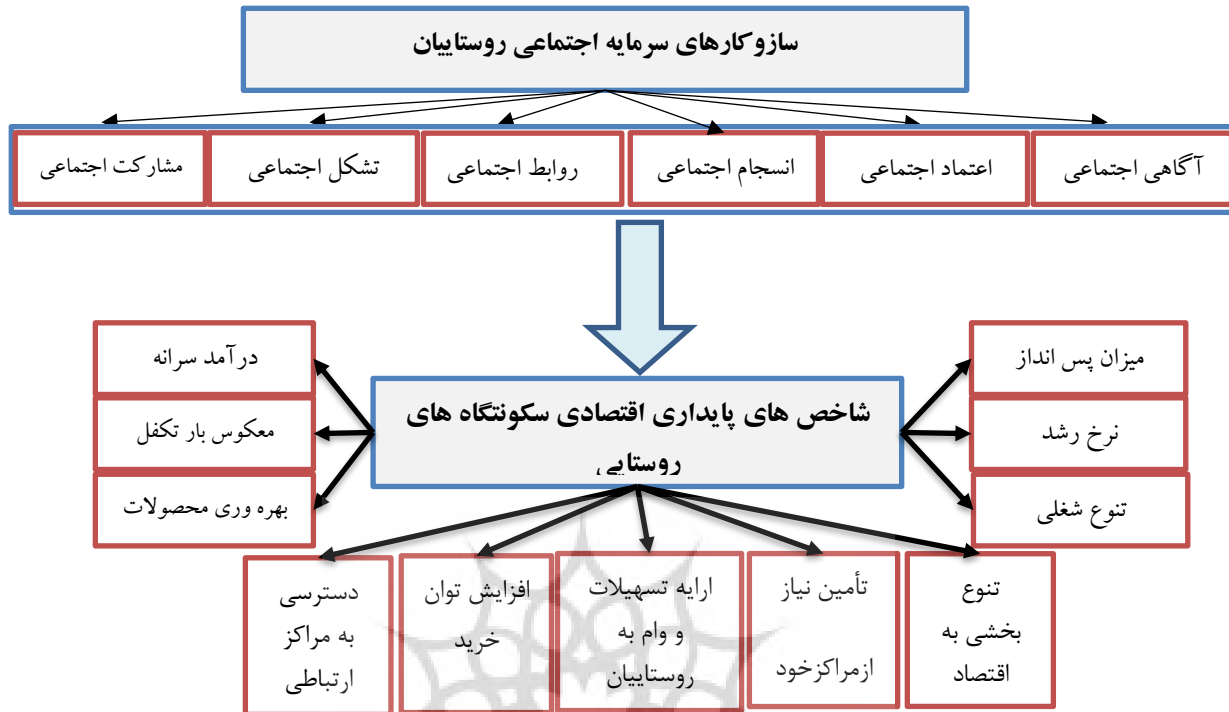 سازوکارهای سرمایه اجتماعی روستاییان
آگاهی اجتماعی
اعتماد اجتماعی
انسجام اجتماعی
روابط اجتماعی
تشکل اجتماعی
مشارکت اجتماعی
میزان پس انداز
نرخ رشد
تنوع شغلی
شاخص های پایداری اقتصادی سکونتگاه های
روستایی
درآمد سرانه
معکوس بار تکفل
بهره وری محصولات
تنوع
بخشی به
اقتصاد
تأمین نیاز
ازمراکزخود
ارایه تسهیلات
و وام به
روستاییان
افزایش توان
خرید
دسترسی
به مراکز
ارتباطی